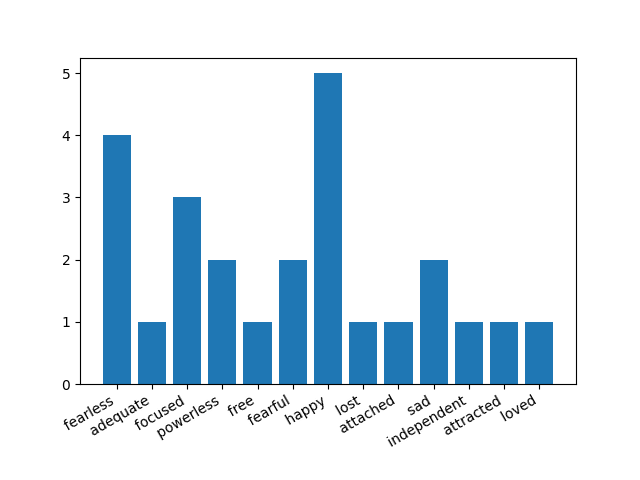 5
4
3
2
1
0
fearless
adequate
focused
powerless
free
fearful
happy
lost
attached
sad
independent
attracted
loved